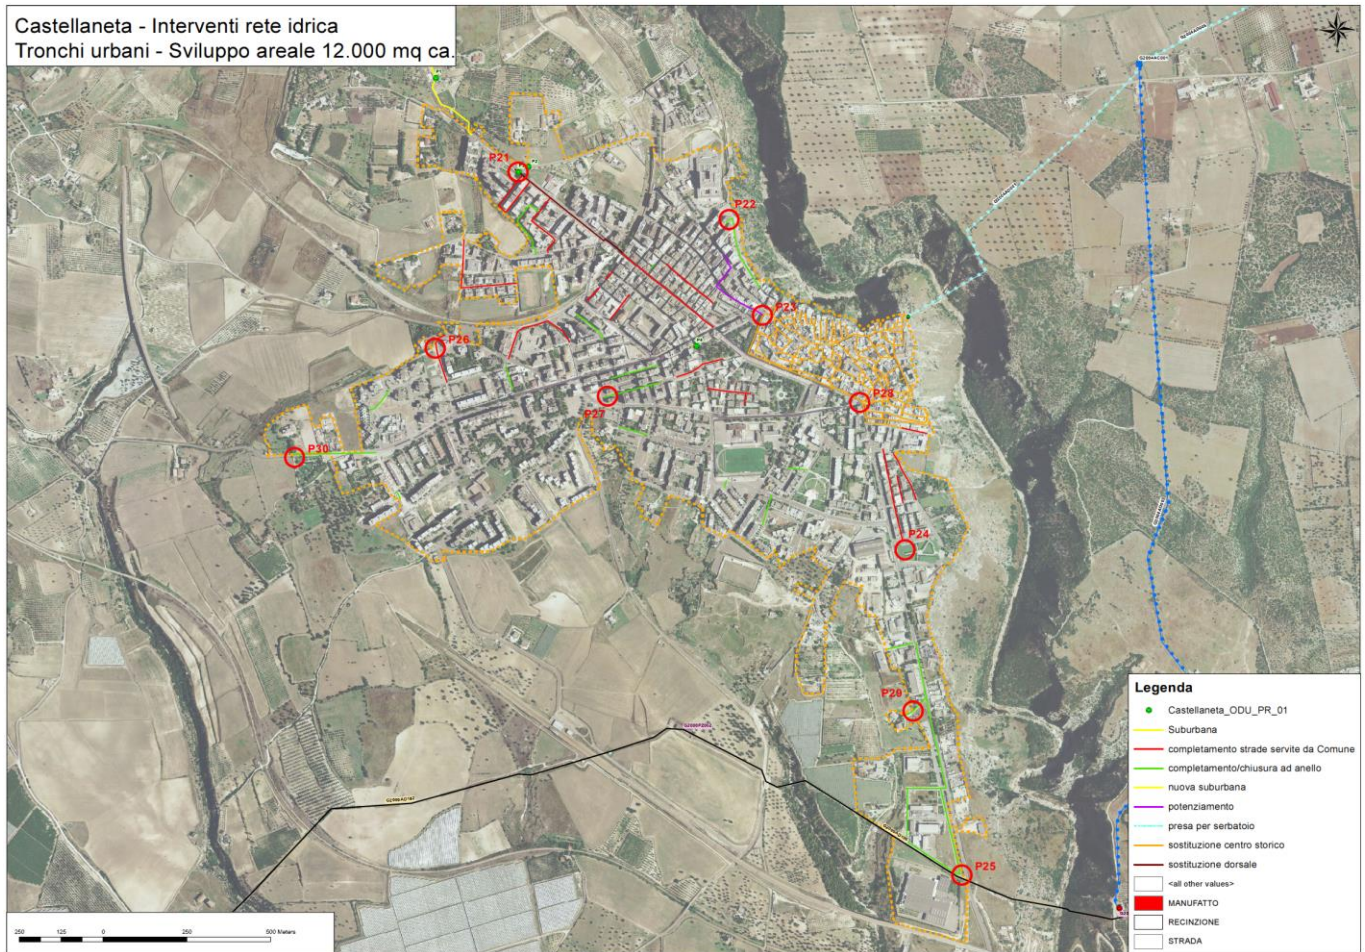 Castellaneta - Interventi rete idrica
Tronchi urbani - Sviluppo areale 12.000 mq ca.
P21
P22
P23
P26
P27
P28
P30
P24
P29
P25
Legenda
Castellaneta_ODU_PR_01
Suburbana
completamento strade servite da Comune
completamento/chiusura ad anello
nuova suburbana
potenziamento
presa per serbatoio
sostituzione centro storico
sostituzione dorsale
<all other values>
MANUFATTO
RECINZIONE
STRADA
250 125 0 250 500 Meters